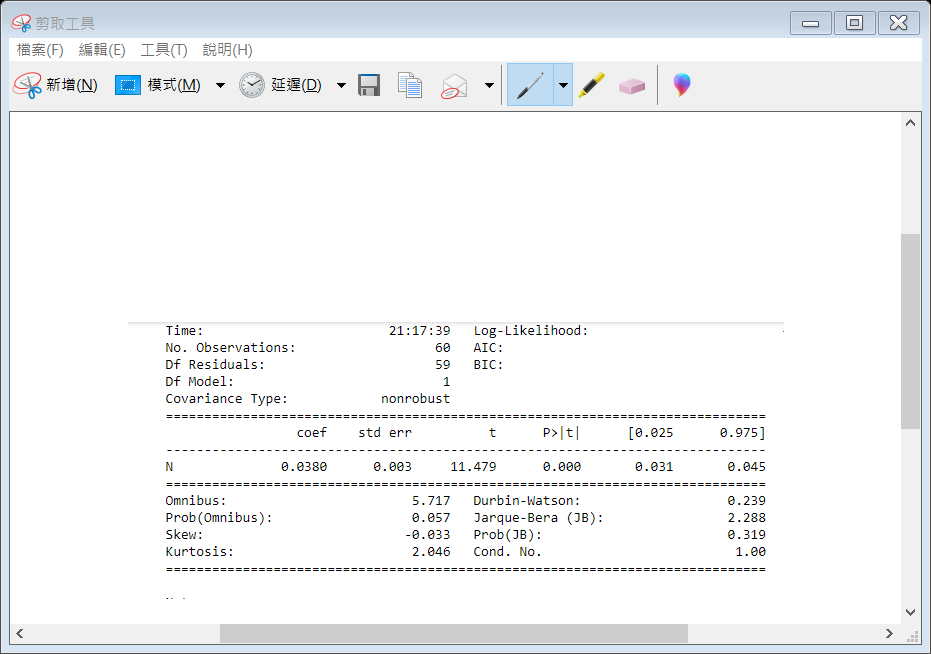 剪取工具
檔案(F) 編輯(E) 工具(T) 說明(H)
新增(N) 模式(M) 延遲(D)
Time: 21:17:39 Log-Likelihood:
No. Observations: 60 AIC:
Df Residuals: 59 BIC:
Df Model: 1
Covariance Type: nonrobust
==============================================================================
coef std err t P>|t| [0.025 0.975]
------------------------------------------------------------------------------
N 0.0380 0.003 11.479 0.000 0.031 0.045
==============================================================================
Omnibus: 5.717 Durbin-Watson: 0.239
Prob(Omnibus): 0.057 Jarque-Bera (JB): 2.288
Skew: -0.033 Prob(JB): 0.319
Kurtosis: 2.046 Cond. No. 1.00
==============================================================================